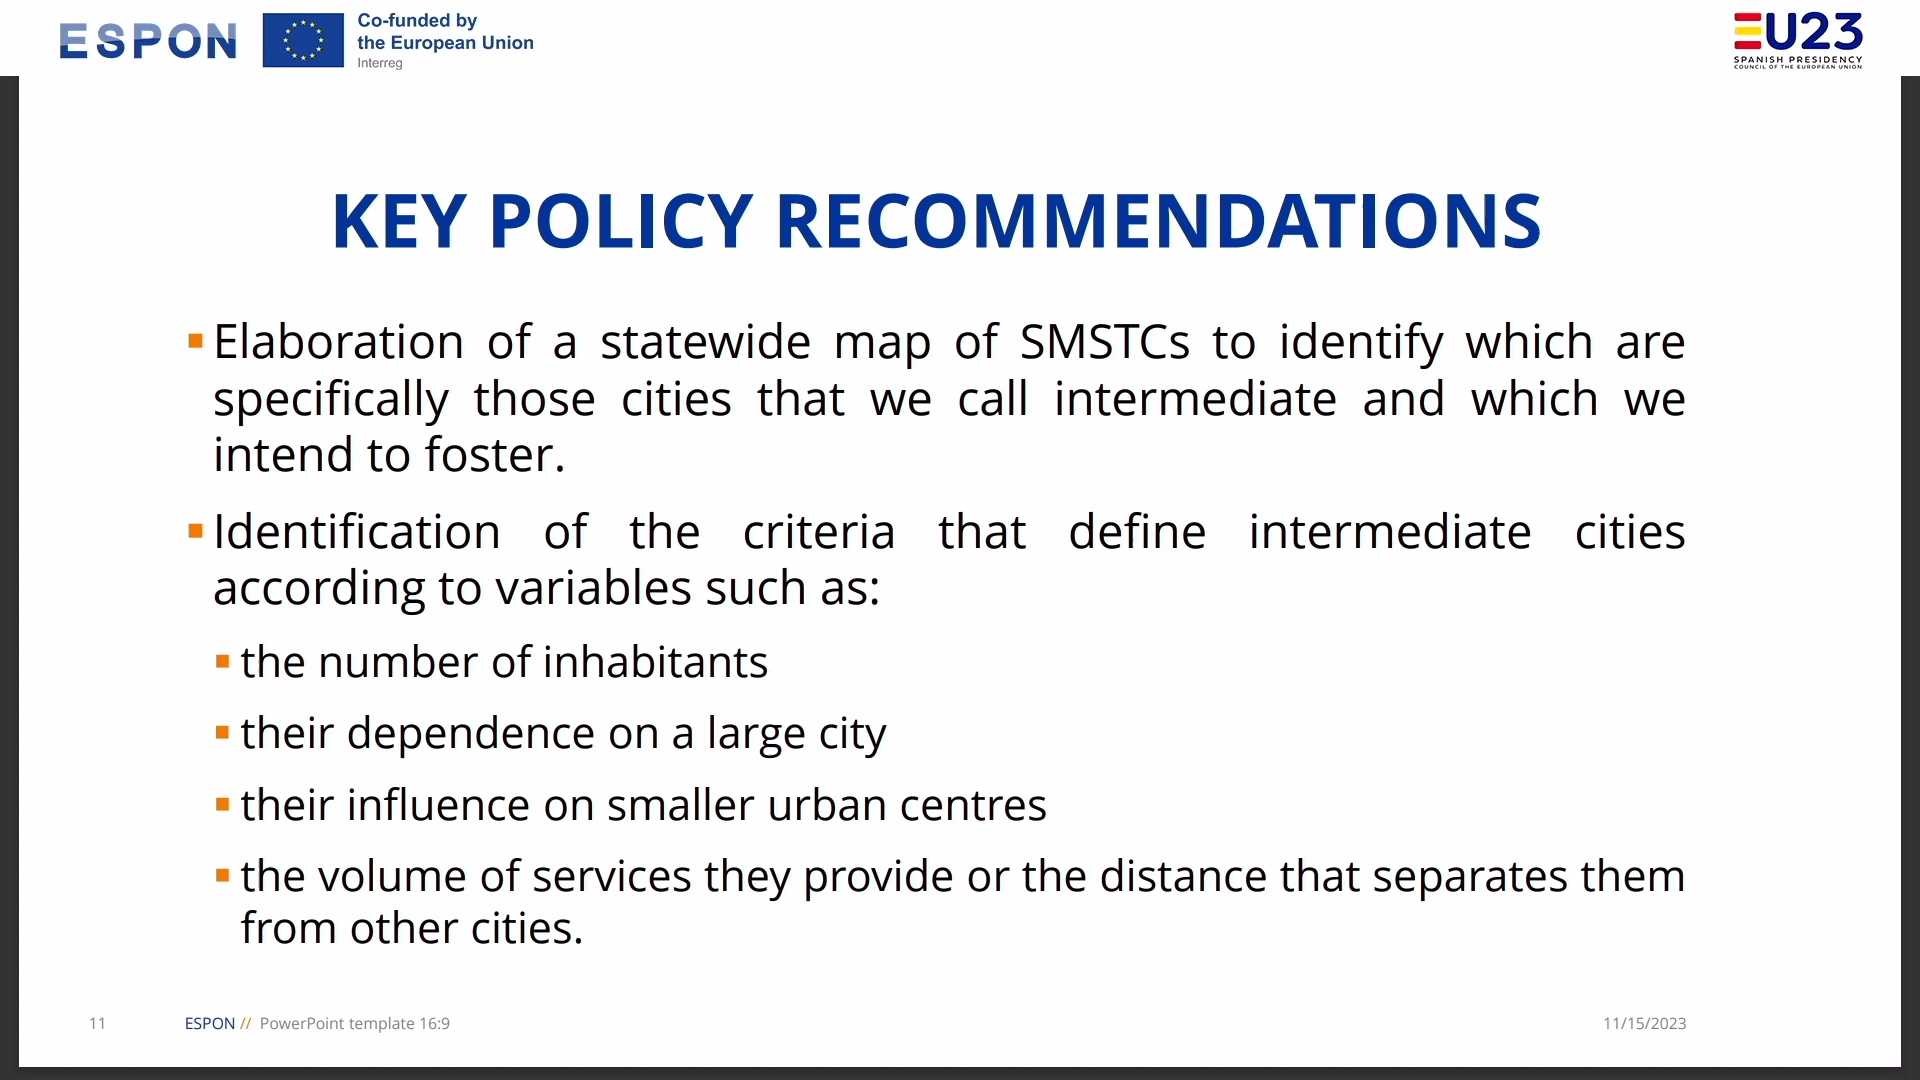 ESPON
Co-funded by
the European Union
Interreg
EU23
SPANISH PRESIDENCY
COUNCIL OF THE EUROPEAN UNION
KEY POLICY RECOMMENDATIONS
Elaboration of a statewide map of SMSTCs to identify which are
specifically those cities that we call intermediate and which we
intend to foster.
Identification of the criteria that define intermediate cities
according to variables such as:
the number of inhabitants
their dependence on a large city
their influence on smaller urban centres
the volume of services they provide or the distance that separates them
from other cities.
11 ESPON // PowerPoint template 16:9 11/15/2023